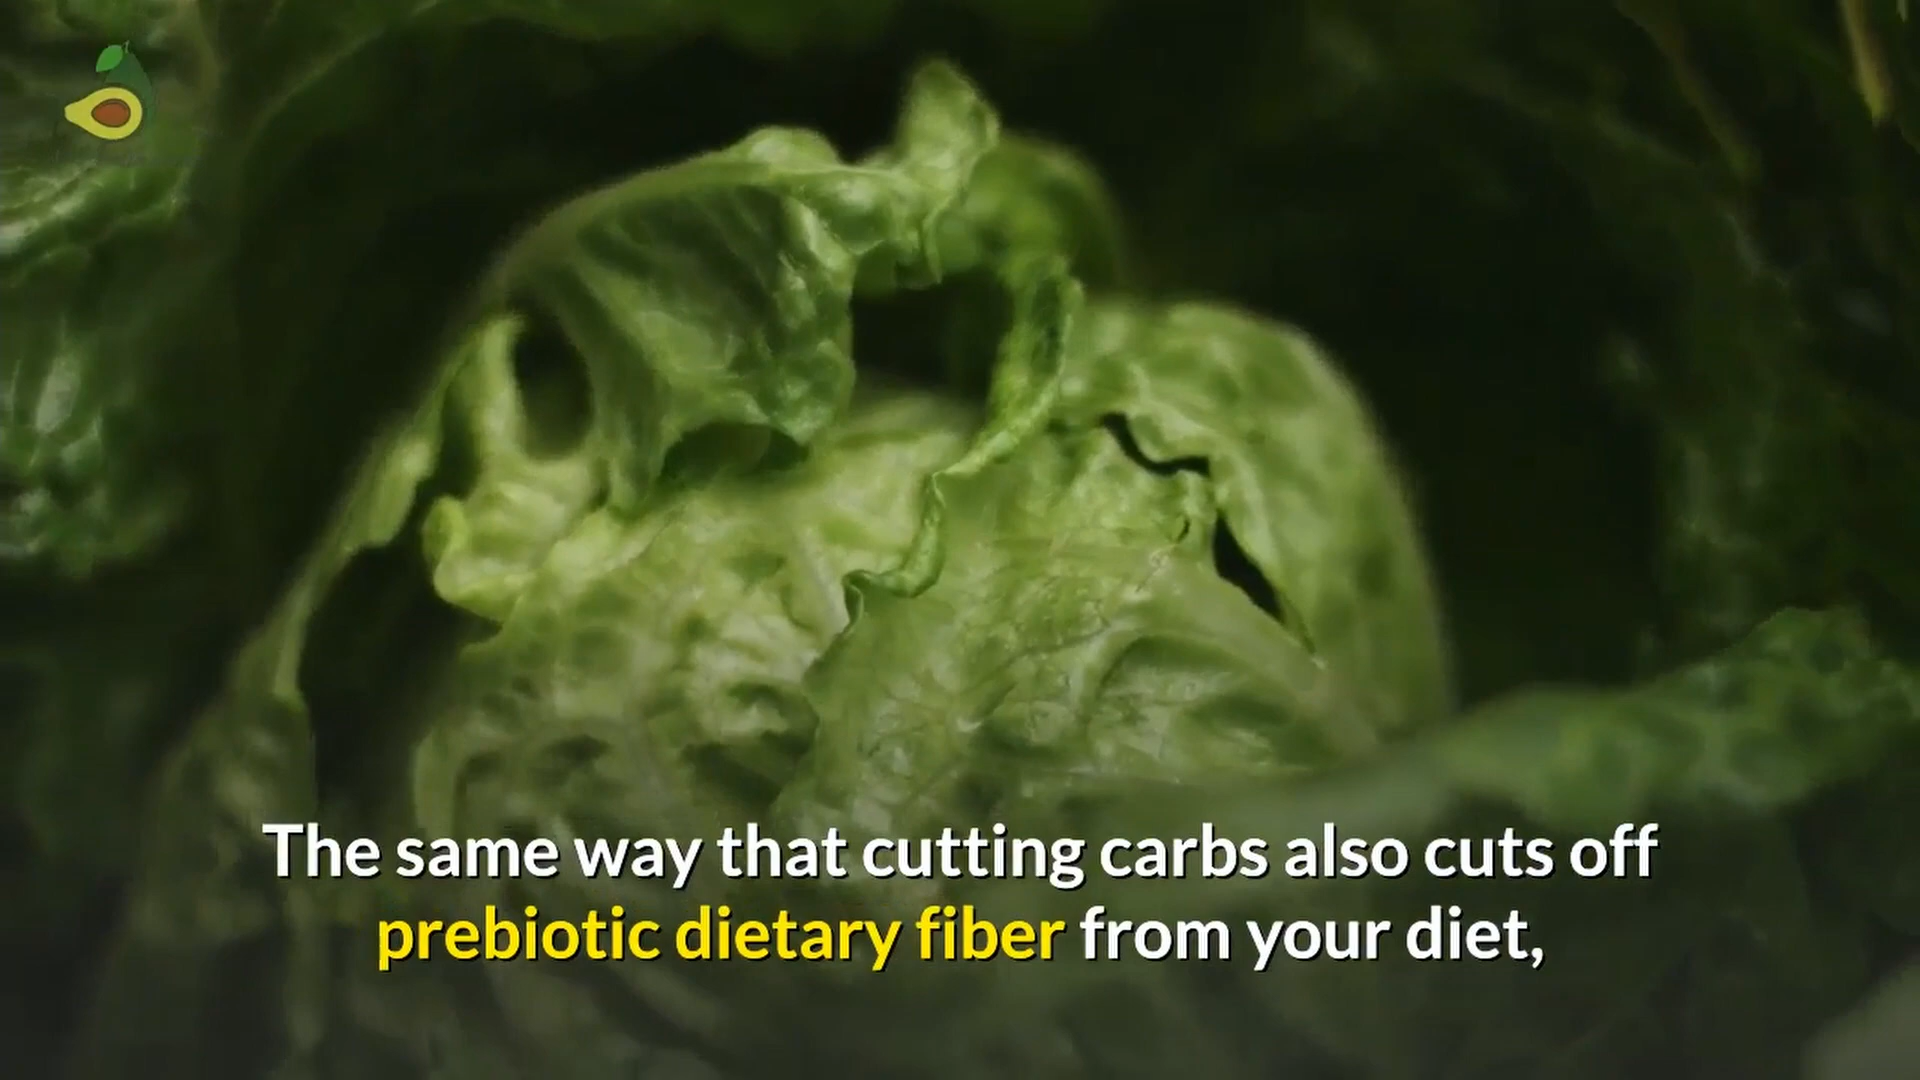 The same way that cutting carbs also cuts off
prebiotic dietary fiber from your diet,